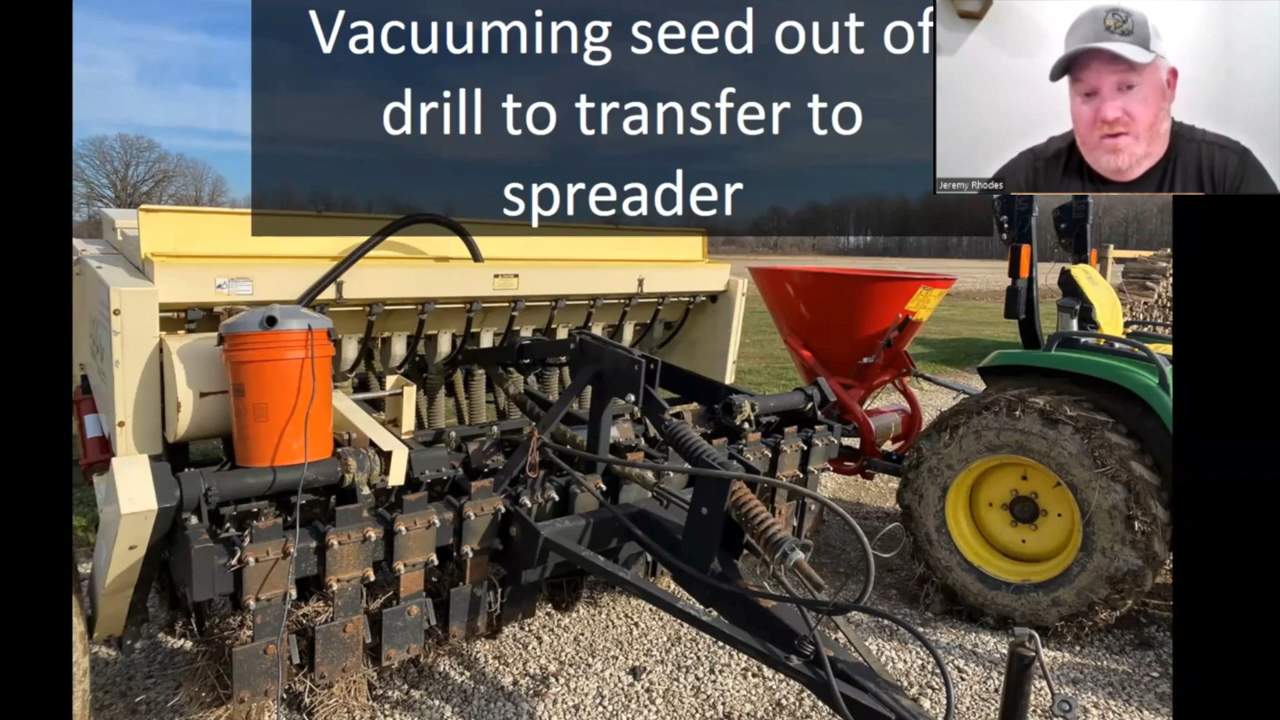 Vacuuming seed out of
drill to transfer to
spreader
Jeremy Rhodes